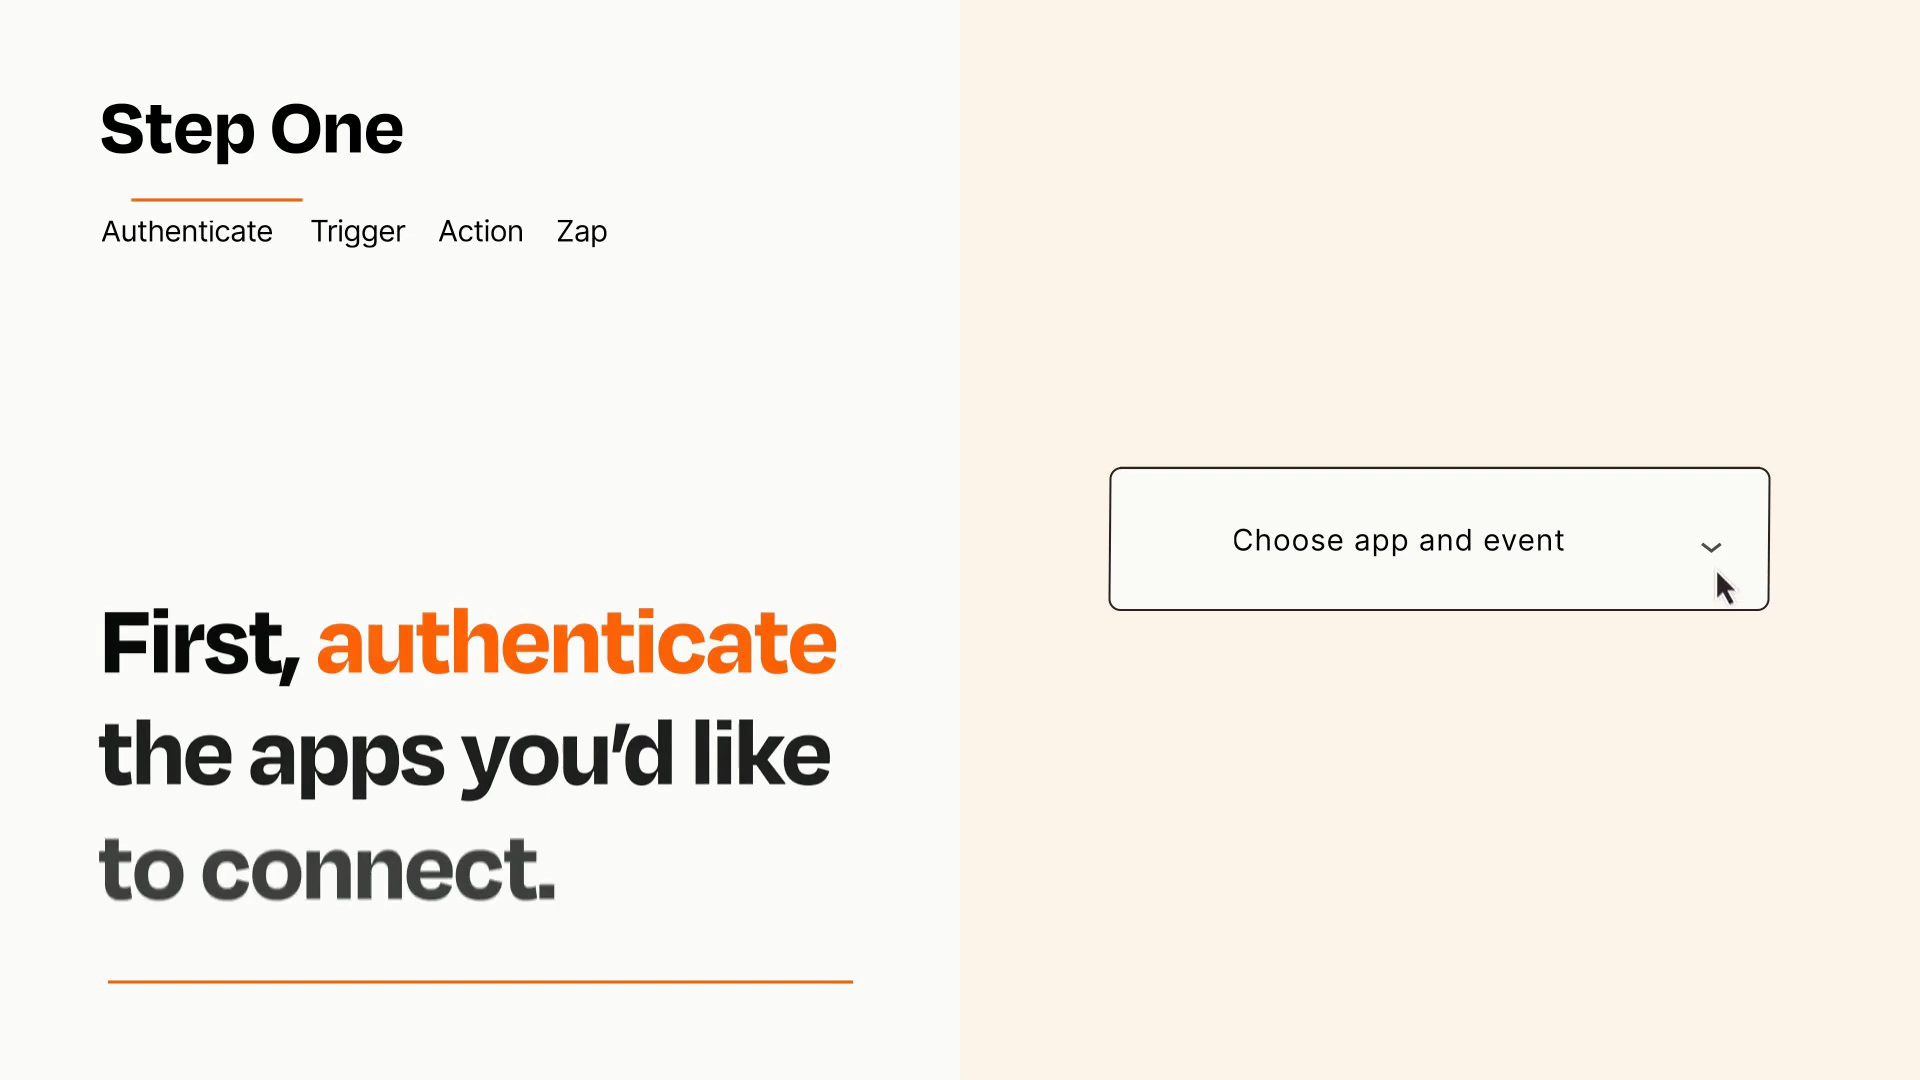 Step One
Authenticate Trigger Action Zap
First, authenticate
the apps you’d like
to connect.
Choose app and event